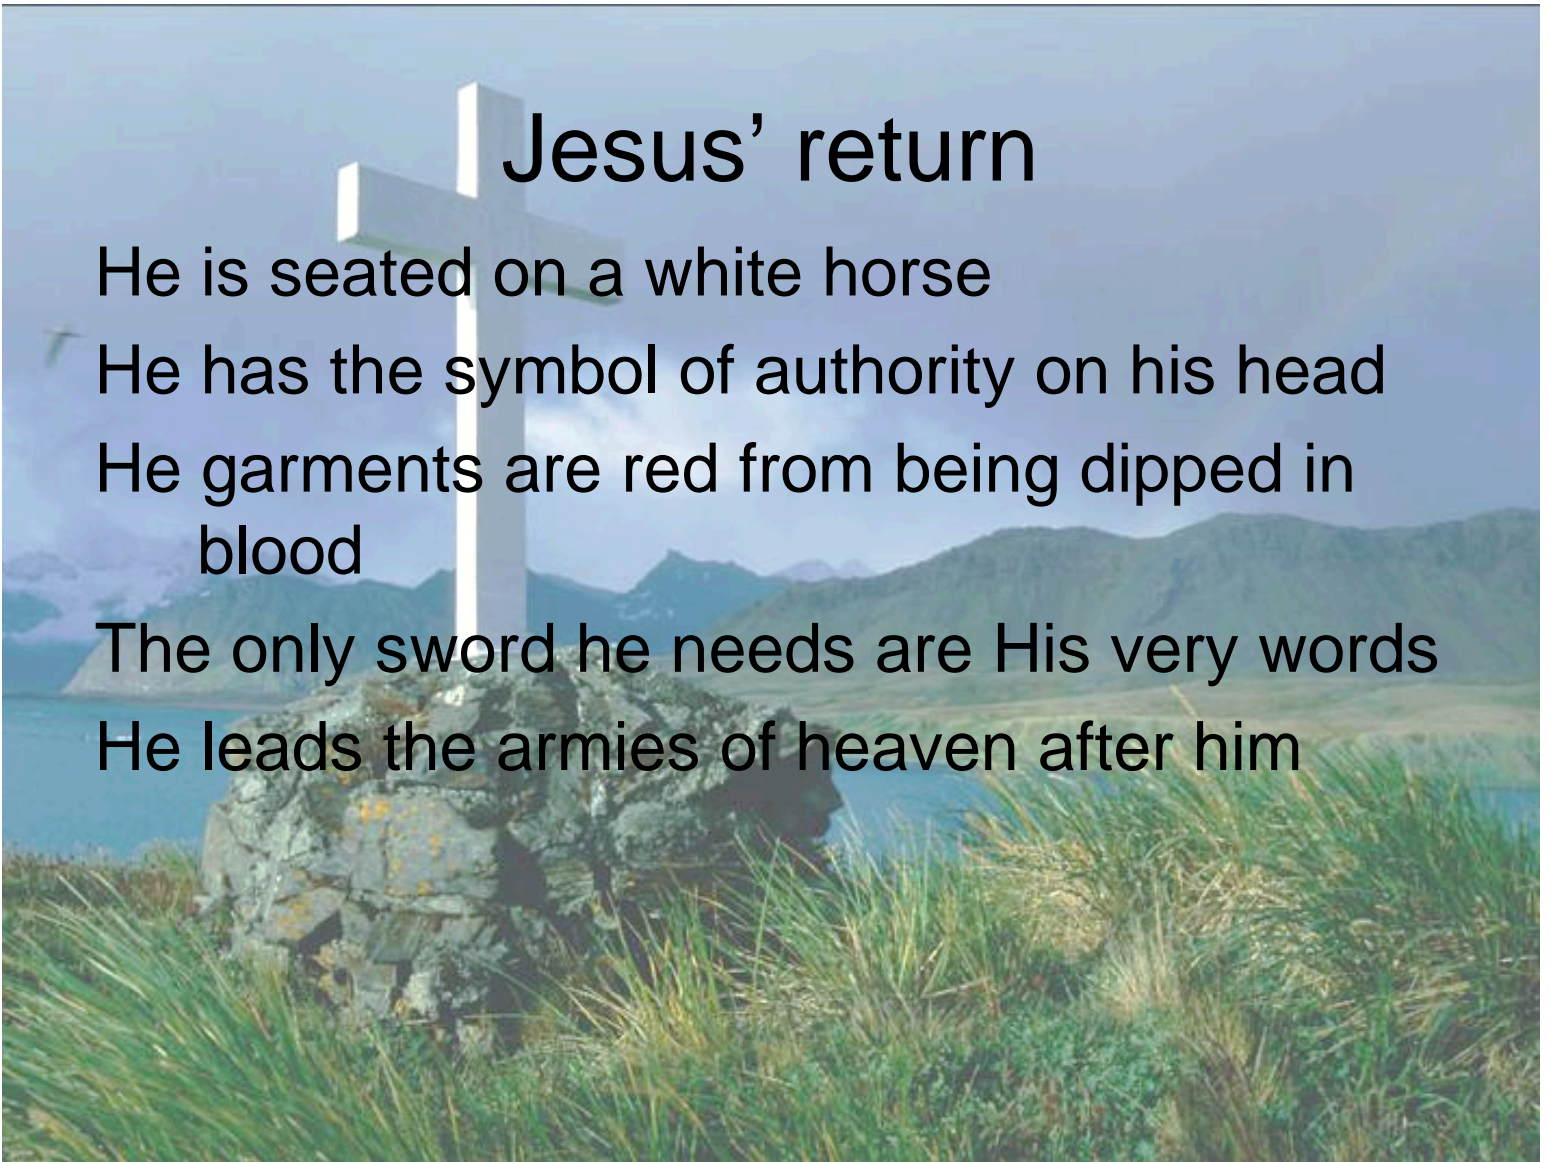 Jesus’ return
He is seated on a white horse
He has the symbol of authority on his head
He garments are red from being dipped in
blood
The only sword he needs are His very words
He leads the armies of heaven after him